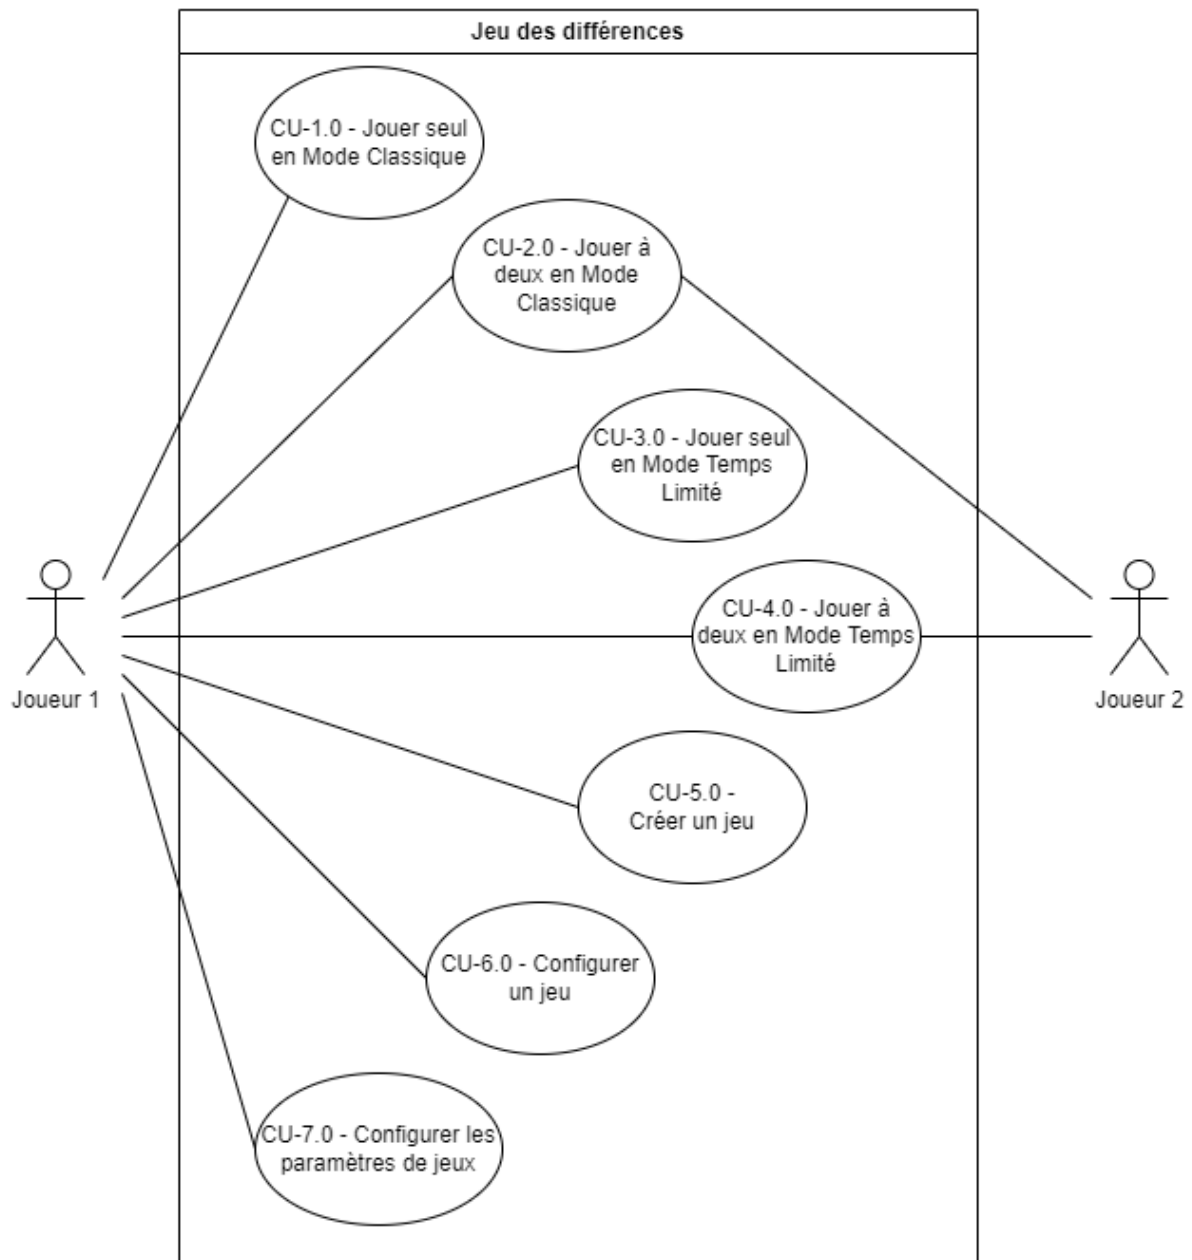 Jeu des différences
CU-1.0 - Jouer seul
en Mode Classique
CU-2.0 - Jouer à
deux en Mode
Classique
CU-3.0 - Jouer seul
en Mode Temps
Limité
CU-4.0 - Jouer à
deux en Mode Temps
Limité
Joueur 1
Joueur 2
CU-5.0 -
Créer un jeu
CU-6.0 - Configurer
un jeu
CU-7.0 - Configurer les
paramètres de jeux